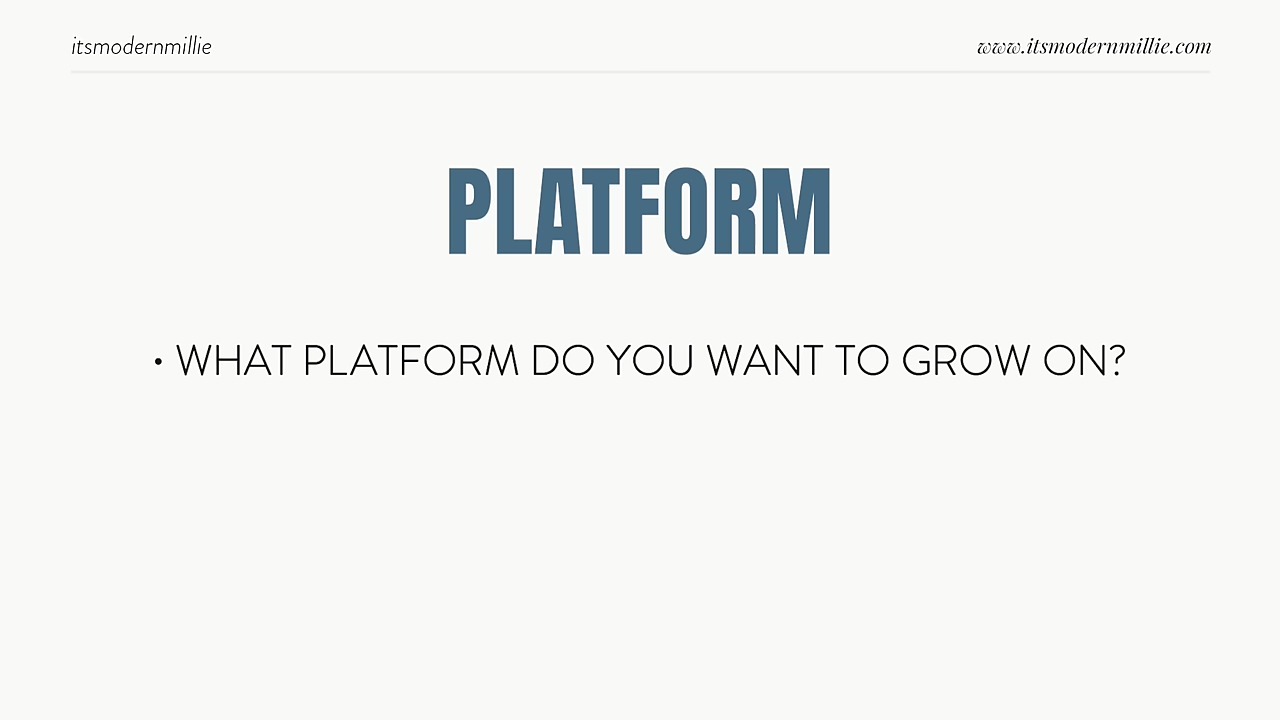 itsmodernmillie
www.itsmodernmillie.com
PLATFORM
• WHAT PLATFORM DO YOU WANT TO GROW ON?